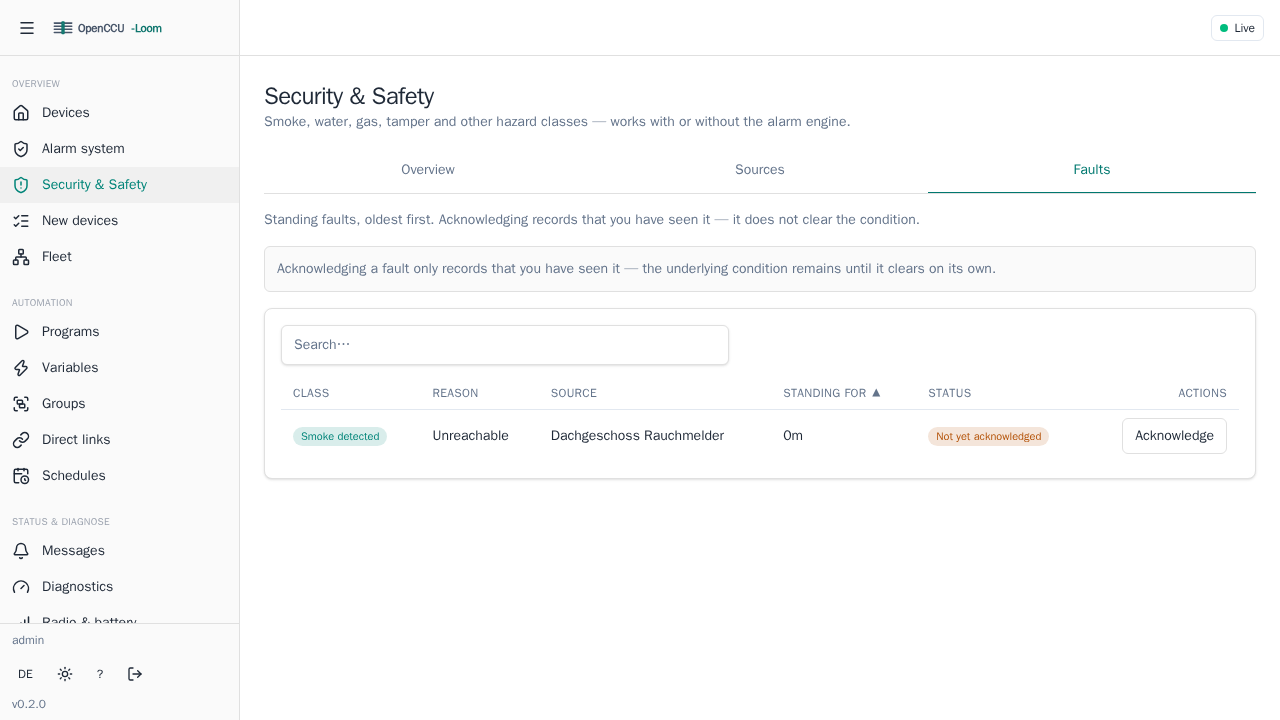 OpenCCU -Loom
Live
OVERVIEW
Devices
Alarm system
Security & Safety
New devices
Fleet
AUTOMATION
Programs
Variables
Groups
Direct links
Schedules
STATUS & DIAGNOSE
Messages
Diagnostics
Radio & battery
admin
DE
?
v0.2.0
Security & Safety
Smoke, water, gas, tamper and other hazard classes — works with or without the alarm engine.
Overview Sources Faults
Standing faults, oldest first. Acknowledging records that you have seen it — it does not clear the condition.
Acknowledging a fault only records that you have seen it — the underlying condition remains until it clears on its own.
Search…
CLASS REASON SOURCE STANDING FOR ▲ STATUS ACTIONS
Smoke detected Unreachable Dachgeschoss Rauchmelder 0m Not yet acknowledged Acknowledge